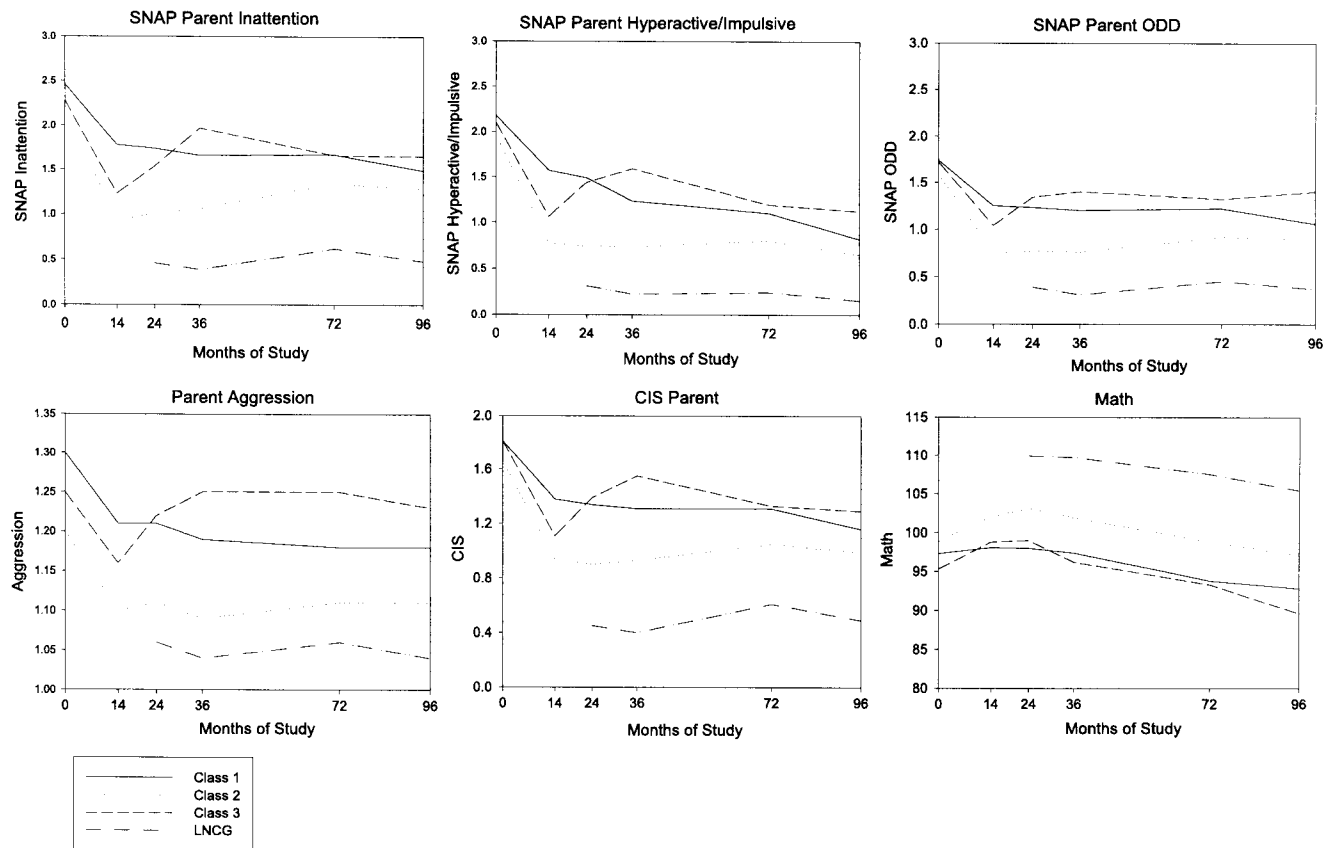 SNAP Parent Inattention
SNAP Inattention
3.0
2.5
2.0
1.5
1.0
0.5
0.0
0 14 24 36 72 96
Months of Study
SNAP Parent Hyperactive/Impulsive
SNAP Hyperactive/Impulsive
3.0
2.5
2.0
1.5
1.0
0.5
0.0
0 14 24 36 72 96
Months of Study
SNAP Parent ODD
SNAP ODD
3.0
2.5
2.0
1.5
1.0
0.5
0.0
0 14 24 36 72 96
Months of Study
Parent Aggression
Aggression
1.35
1.30
1.25
1.20
1.15
1.10
1.05
1.00
0 14 24 36 72 96
Months of Study
CIS Parent
CIS
2.0
1.6
1.2
0.8
0.4
0.0
0 14 24 36 72 96
Months of Study
Math
Math
115
110
105
100
95
90
85
80
0 14 24 36 72 96
Months of Study
Class 1
Class 2
Class 3
LNCG